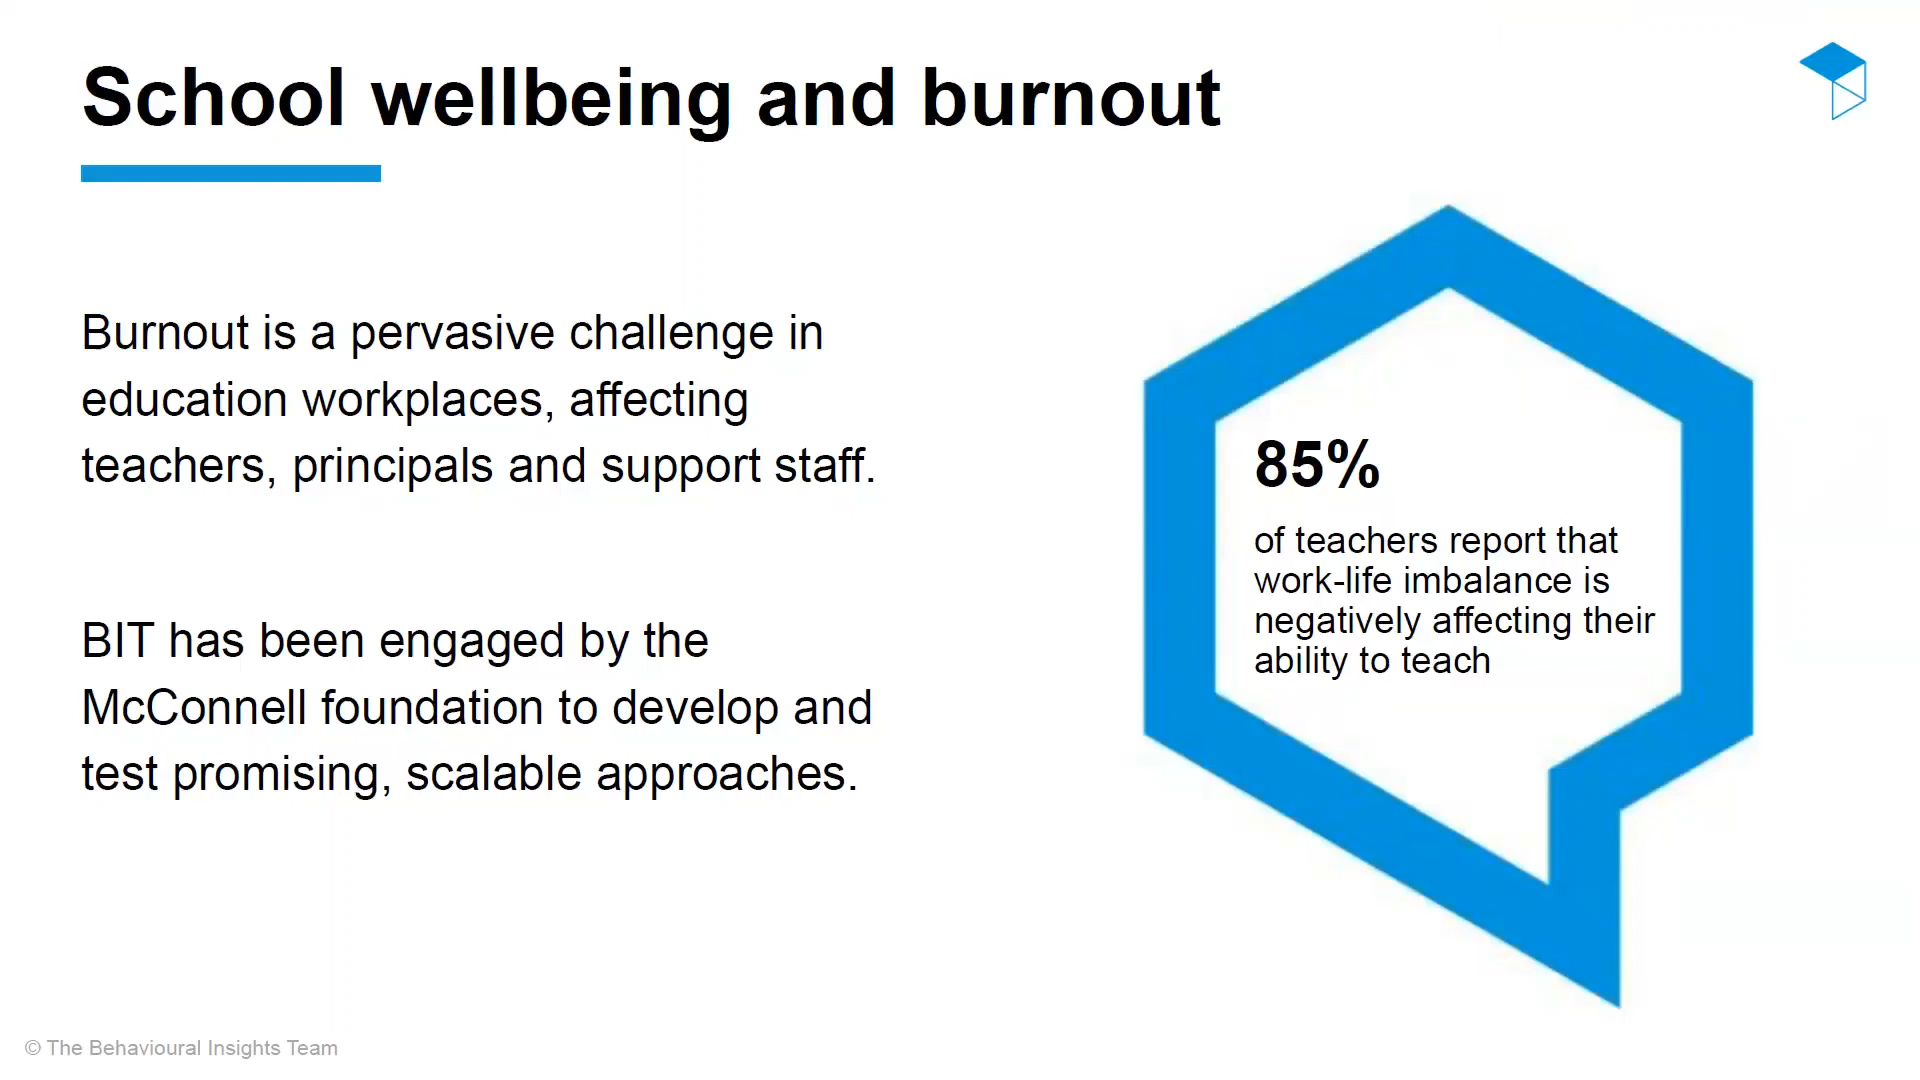 School wellbeing and burnout
Burnout is a pervasive challenge in
education workplaces, affecting
teachers, principals and support staff.
BIT has been engaged by the
McConnell foundation to develop and
test promising, scalable approaches.
85%
of teachers report that
work-life imbalance is
negatively affecting their
ability to teach
© The Behavioural Insights Team